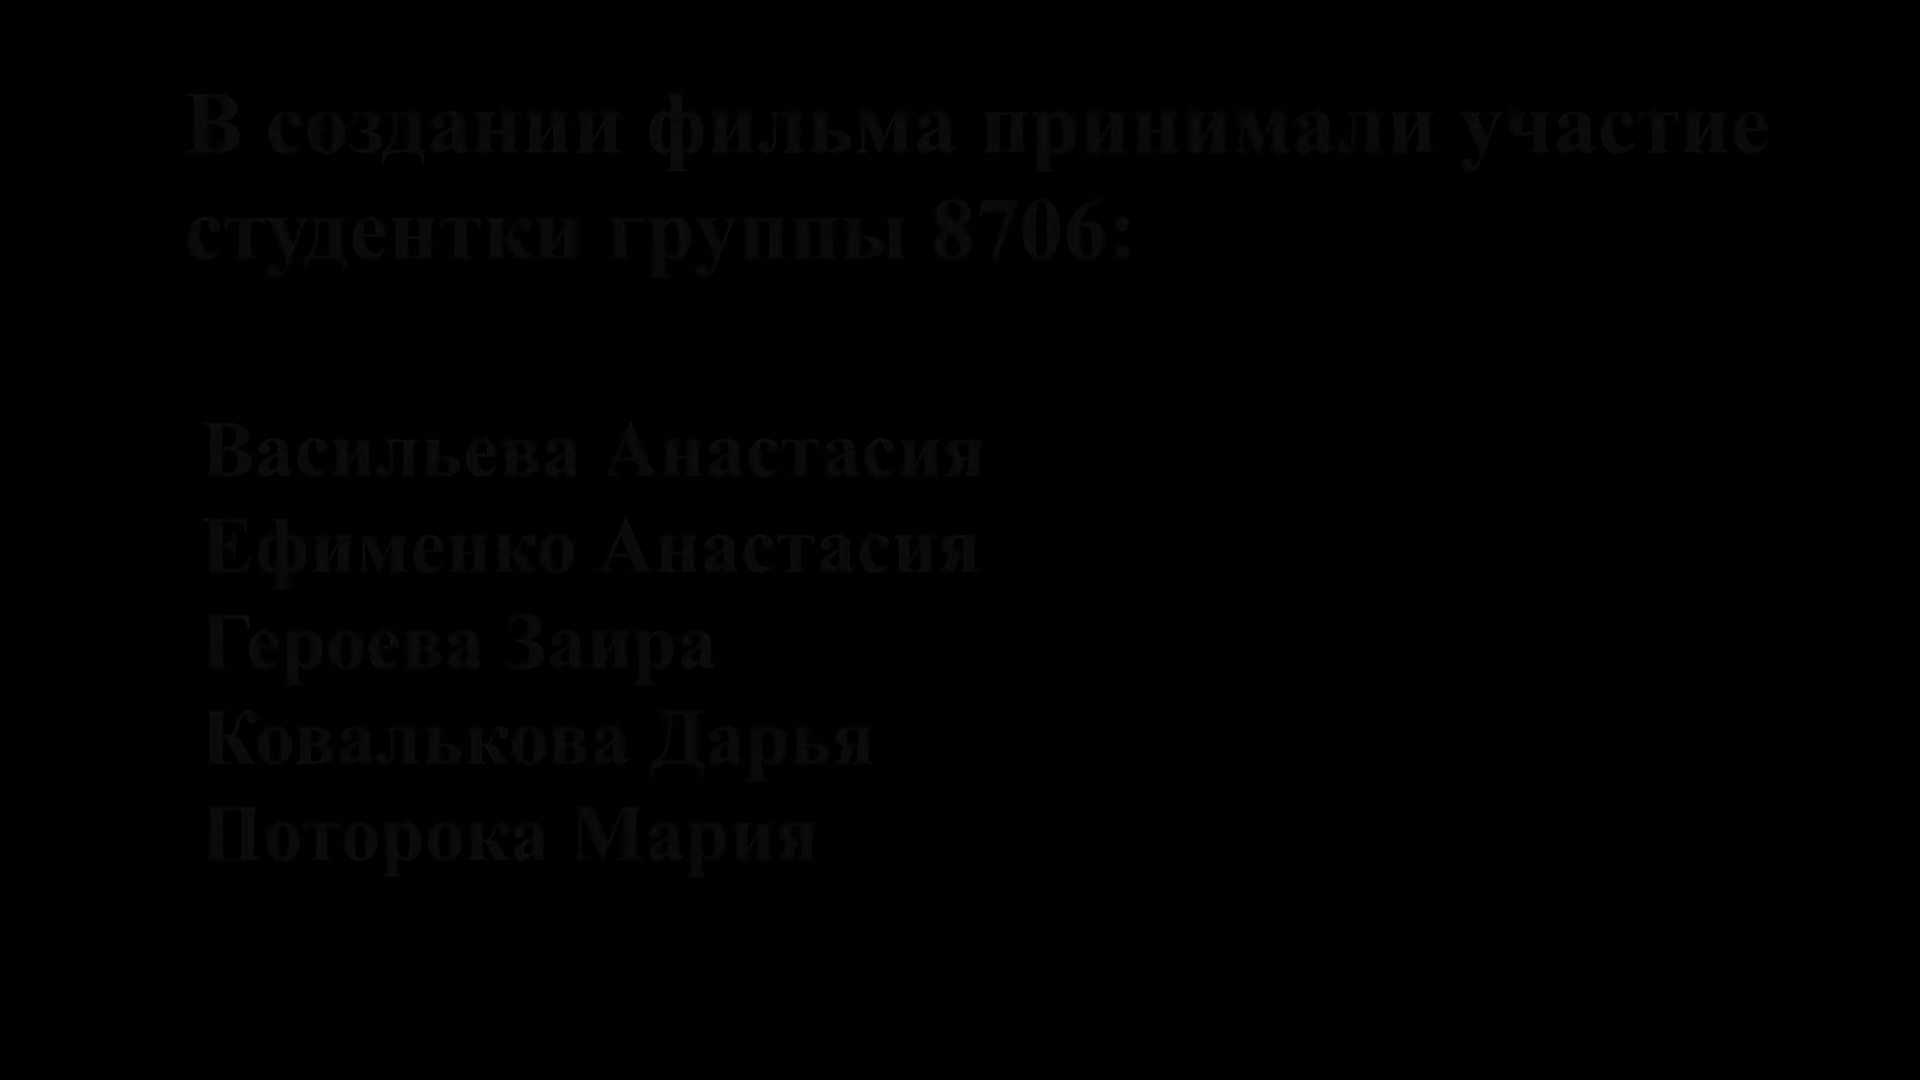 В создании фильма принимали участие
студентки группы 8706:
Васильева Анастасия
Ефименко Анастасия
Героева Заира
Ковалькова Дарья
Поторока Мария